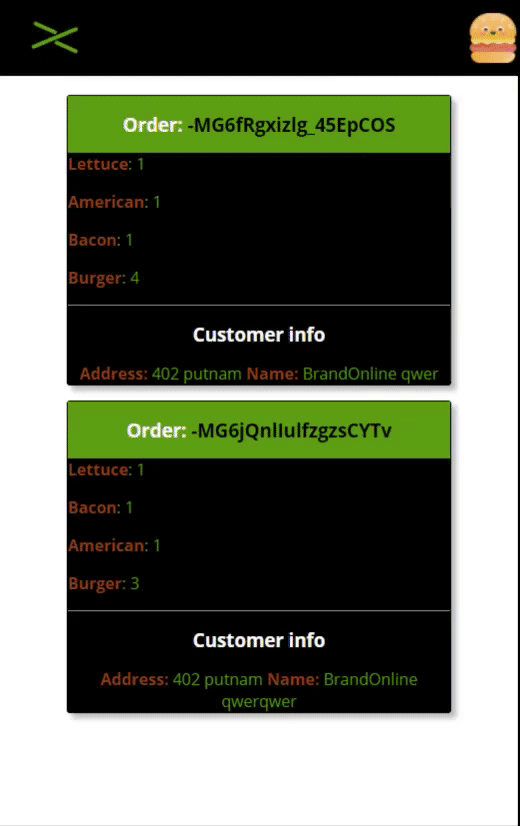 Order: -MG6fRgxizlg_45EpCOS
Lettuce: 1
American: 1
Bacon: 1
Burger: 4
Customer info
Address: 402 putnam Name: BrandOnline qwer
Order: -MG6jQnlIulfzgzsCYTv
Lettuce: 1
Bacon: 1
American: 1
Burger: 3
Customer info
Address: 402 putnam Name: BrandOnline
qwerqwer